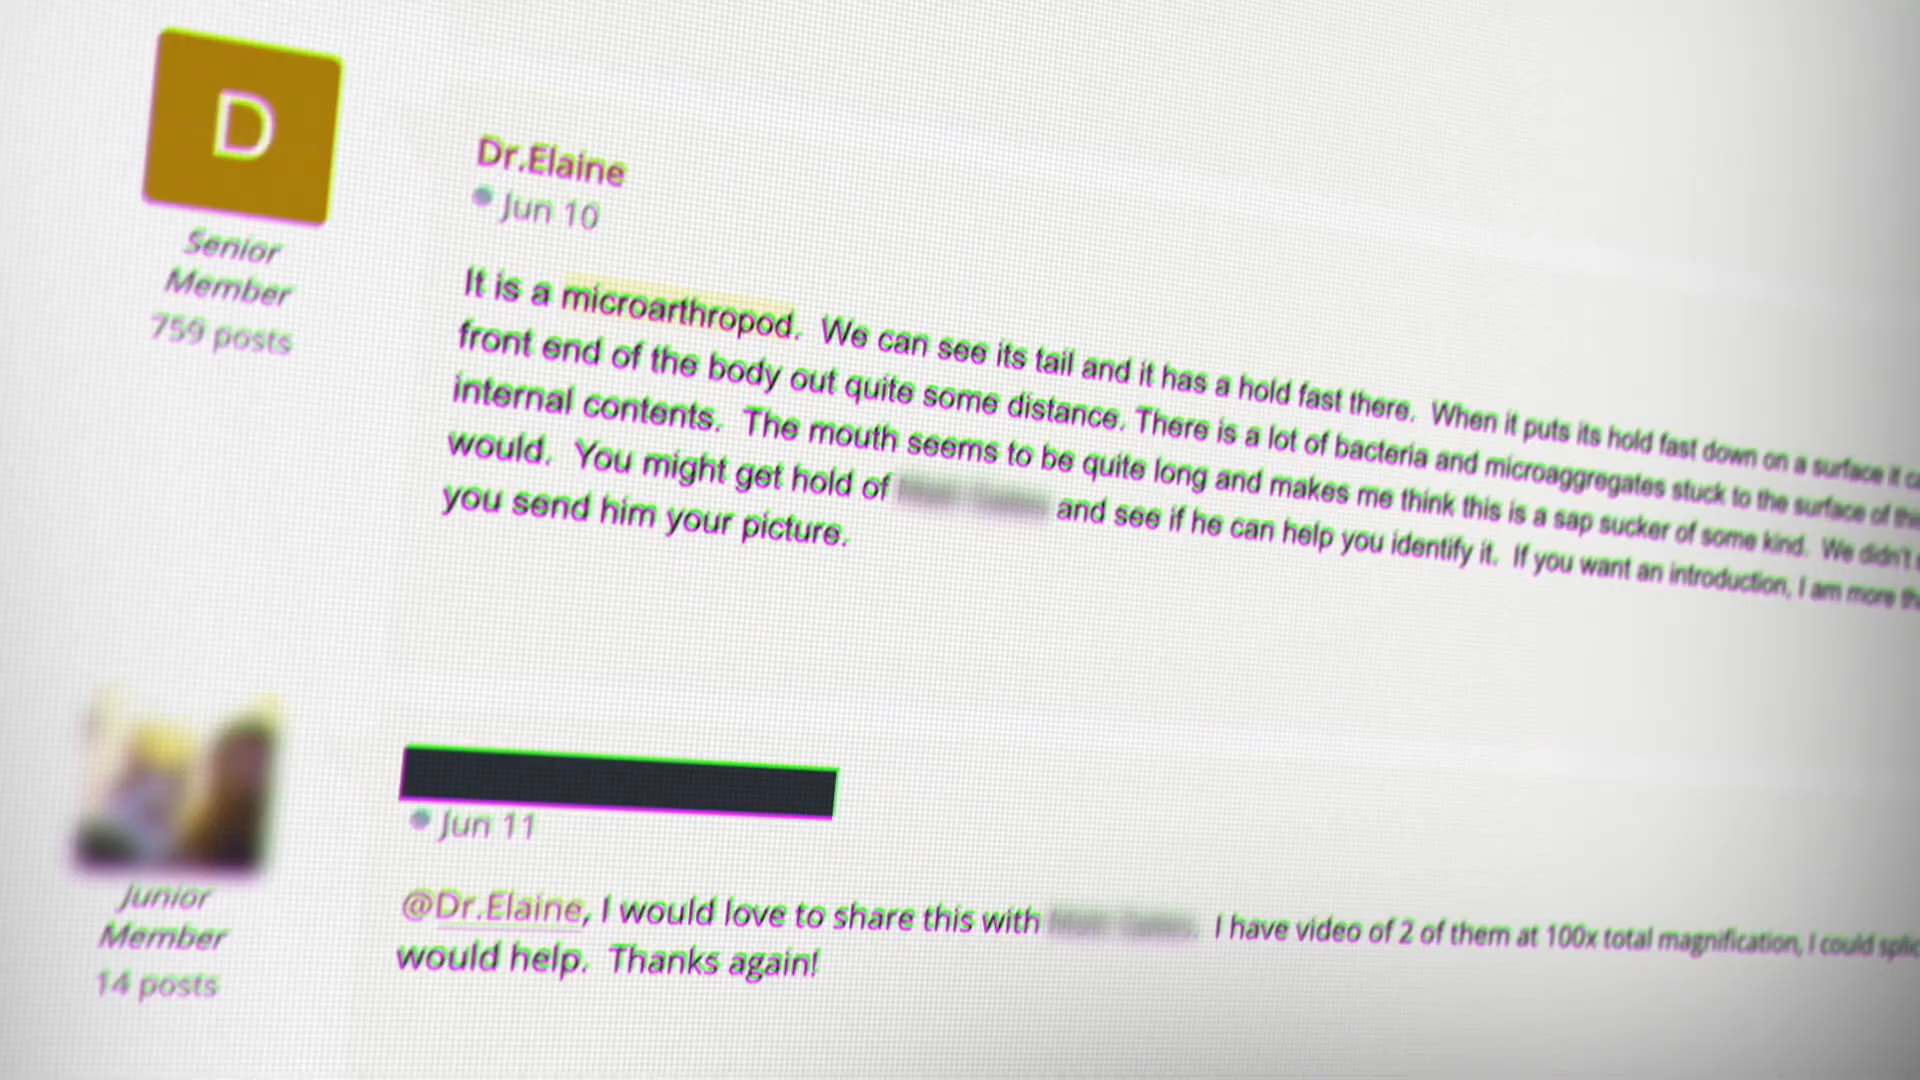 D
Dr.Elaine
Jun 10
Senior
Member
759 posts
It is a microarthropod. We can see its tail and it has a hold fast there. When it puts its hold fast down on a surface it
front end of the body out quite some distance. There is a lot of bacteria and microaggregates stuck to the surface of
internal contents. The mouth seems to be quite long and makes me think this is a sap sucker of some kind. We didn't
would. You might get hold of and see if he can help you identify it. If you want an introduction, I am more
you send him your picture.
Jun 11
Junior
Member
14 posts
@Dr.Elaine, I would love to share this with . I have video of 2 of them at 100x total magnification, I could
would help. Thanks again!